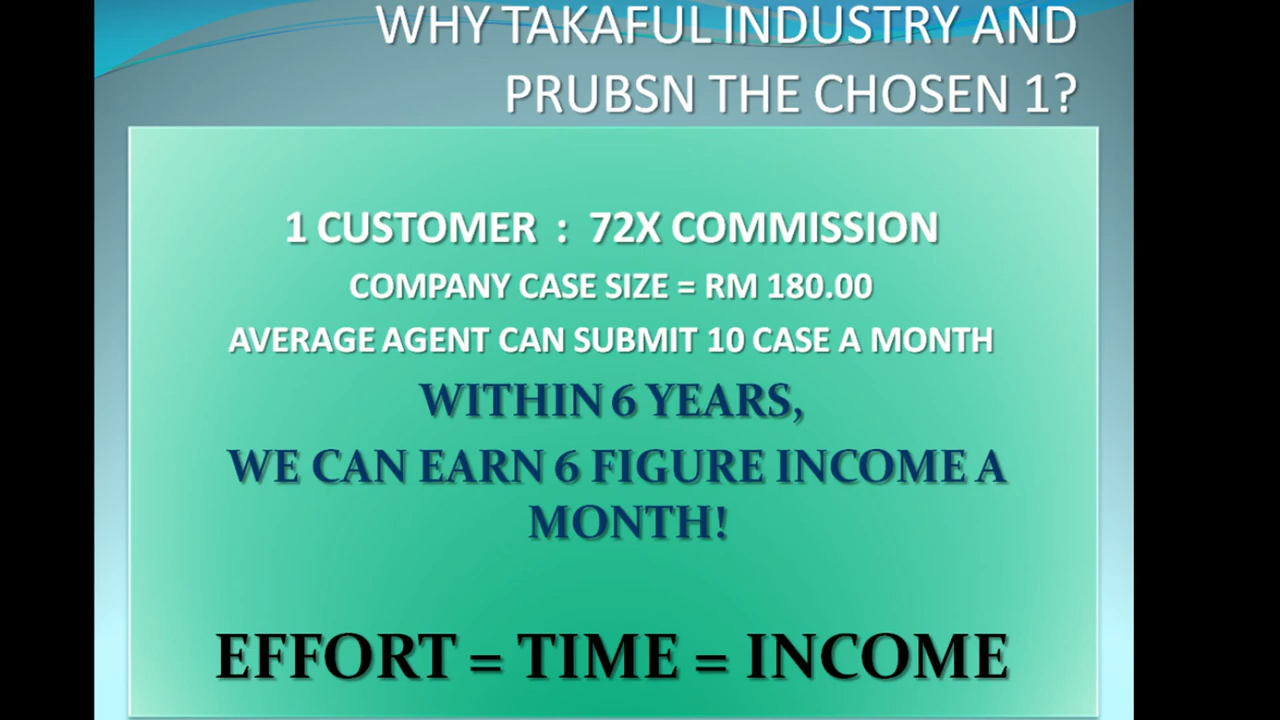 WHY TAKAFUL INDUSTRY AND
PRUBSN THE CHOSEN 1?
1 CUSTOMER : 72X COMMISSION
COMPANY CASE SIZE = RM 180.00
AVERAGE AGENT CAN SUBMIT 10 CASE A MONTH
WITHIN 6 YEARS,
WE CAN EARN 6 FIGURE INCOME A
MONTH!
EFFORT = TIME = INCOME